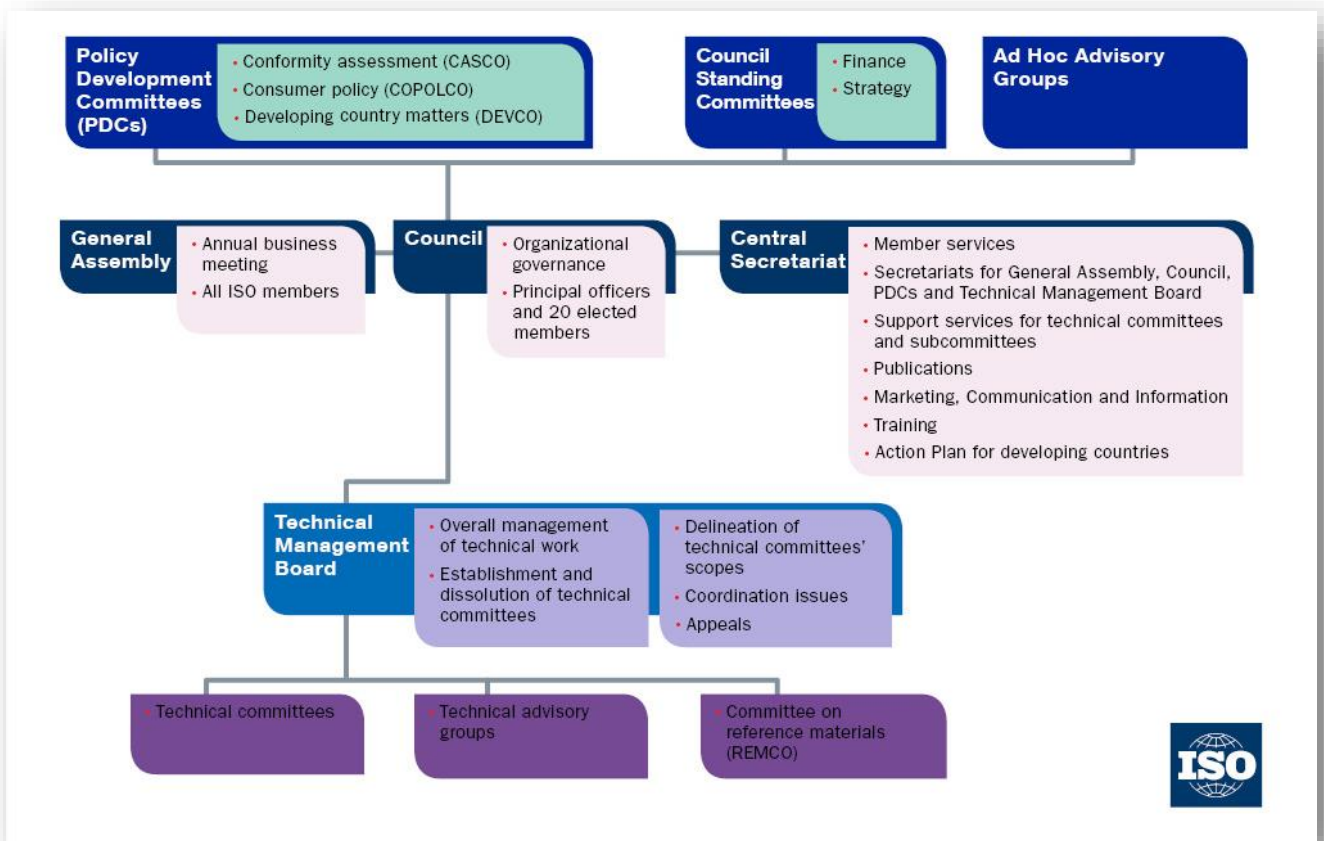 Policy
Development
Committees
(PDCs)
• Conformity assessment (CASCO)
• Consumer policy (COPOLCO)
• Developing country matters (DEVCO)
Council
Standing
Committees
• Finance
• Strategy
Ad Hoc Advisory
Groups
General
Assembly
• Annual business
meeting
• All ISO members
Council
• Organizational
governance
• Principal officers
and 20 elected
members
Central
Secretariat
• Member services
• Secretariats for General Assembly, Council,
PDCs and Technical Management Board
• Support services for technical committees
and subcommittees
• Publications
• Marketing, Communication and Information
• Training
• Action Plan for developing countries
Technical
Management
Board
• Overall management
of technical work
• Establishment and
dissolution of technical
committees
• Delineation of
technical committees’
scopes
• Coordination issues
• Appeals
• Technical committees
• Technical advisory
groups
• Committee on
reference materials
(REMCO)
ISO